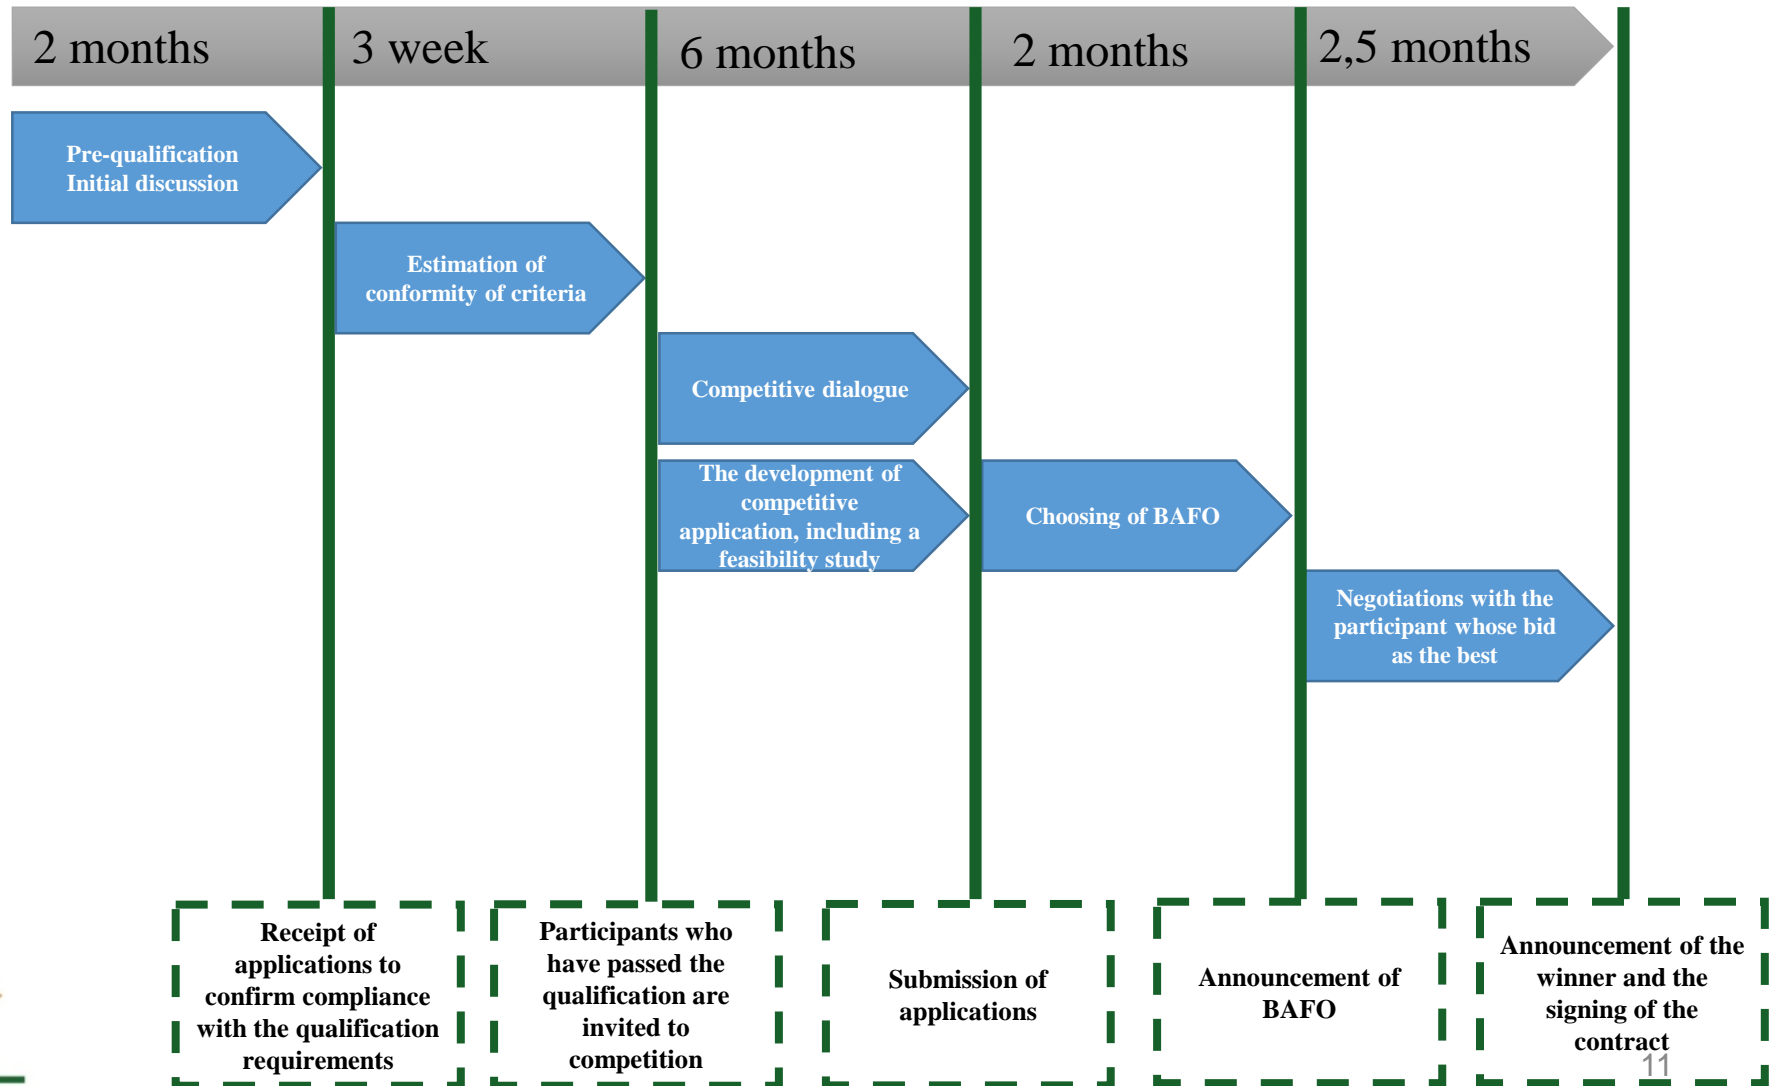 2 months
3 week
6 months
2 months
2,5 months
Pre-qualification
Initial discussion
Estimation of
conformity of criteria
Competitive dialogue
The development of
competitive
application, including a
feasibility study
Choosing of BAFO
Negotiations with the
participant whose bid
as the best
Receipt of
applications to
confirm compliance
with the qualification
requirements
Participants who
have passed the
qualification are
invited to
competition
Submission of
applications
Announcement of
BAFO
Announcement of the
winner and the
signing of the
contract
11